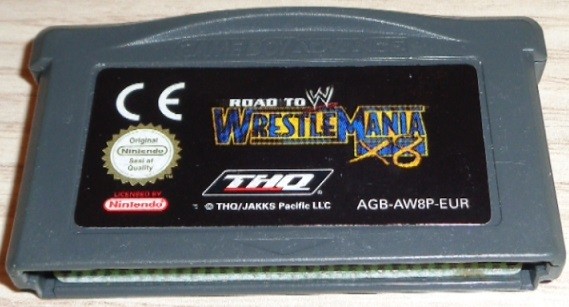 GAME BOY ADVANCE
CE
ROAD TO W
WRESTLEMANIA
X8
Original
Nintendo
Seal of
Quality
LICENSED BY
Nintendo
THQ
© THQ/JAKKS Pacific LLC
AGB-AW8P-EUR